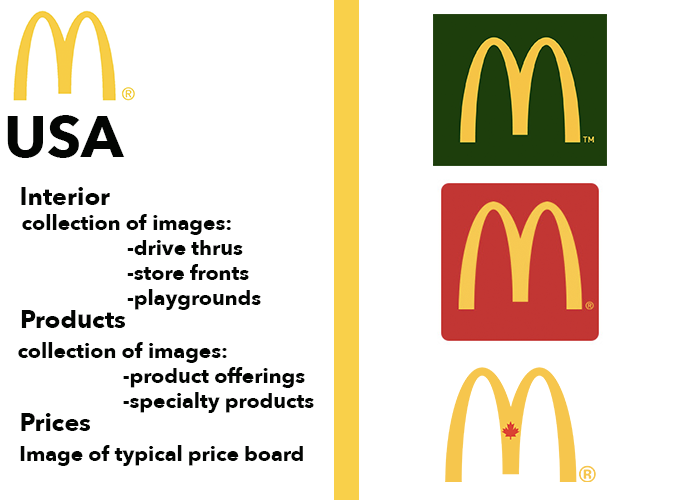 ®
USA
Interior
collection of images:
-drive thrus
-store fronts
-playgrounds
Products
collection of images:
-product offerings
-specialty products
Prices
Image of typical price board
TM
®
®